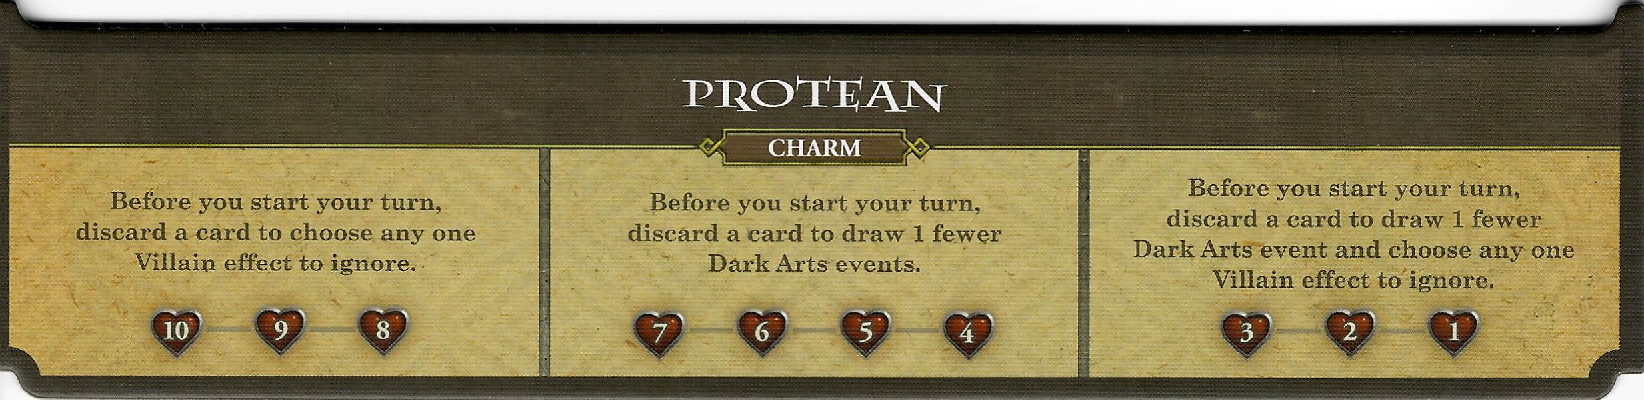 PROTEAN
CHARM
Before you start your turn,
discard a card to choose any one
Villain effect to ignore.
10 9 8
Before you start your turn,
discard a card to draw 1 fewer
Dark Arts events.
7 6 5 4
Before you start your turn,
discard a card to draw 1 fewer
Dark Arts event and choose any one
Villain effect to ignore.
3 2 1